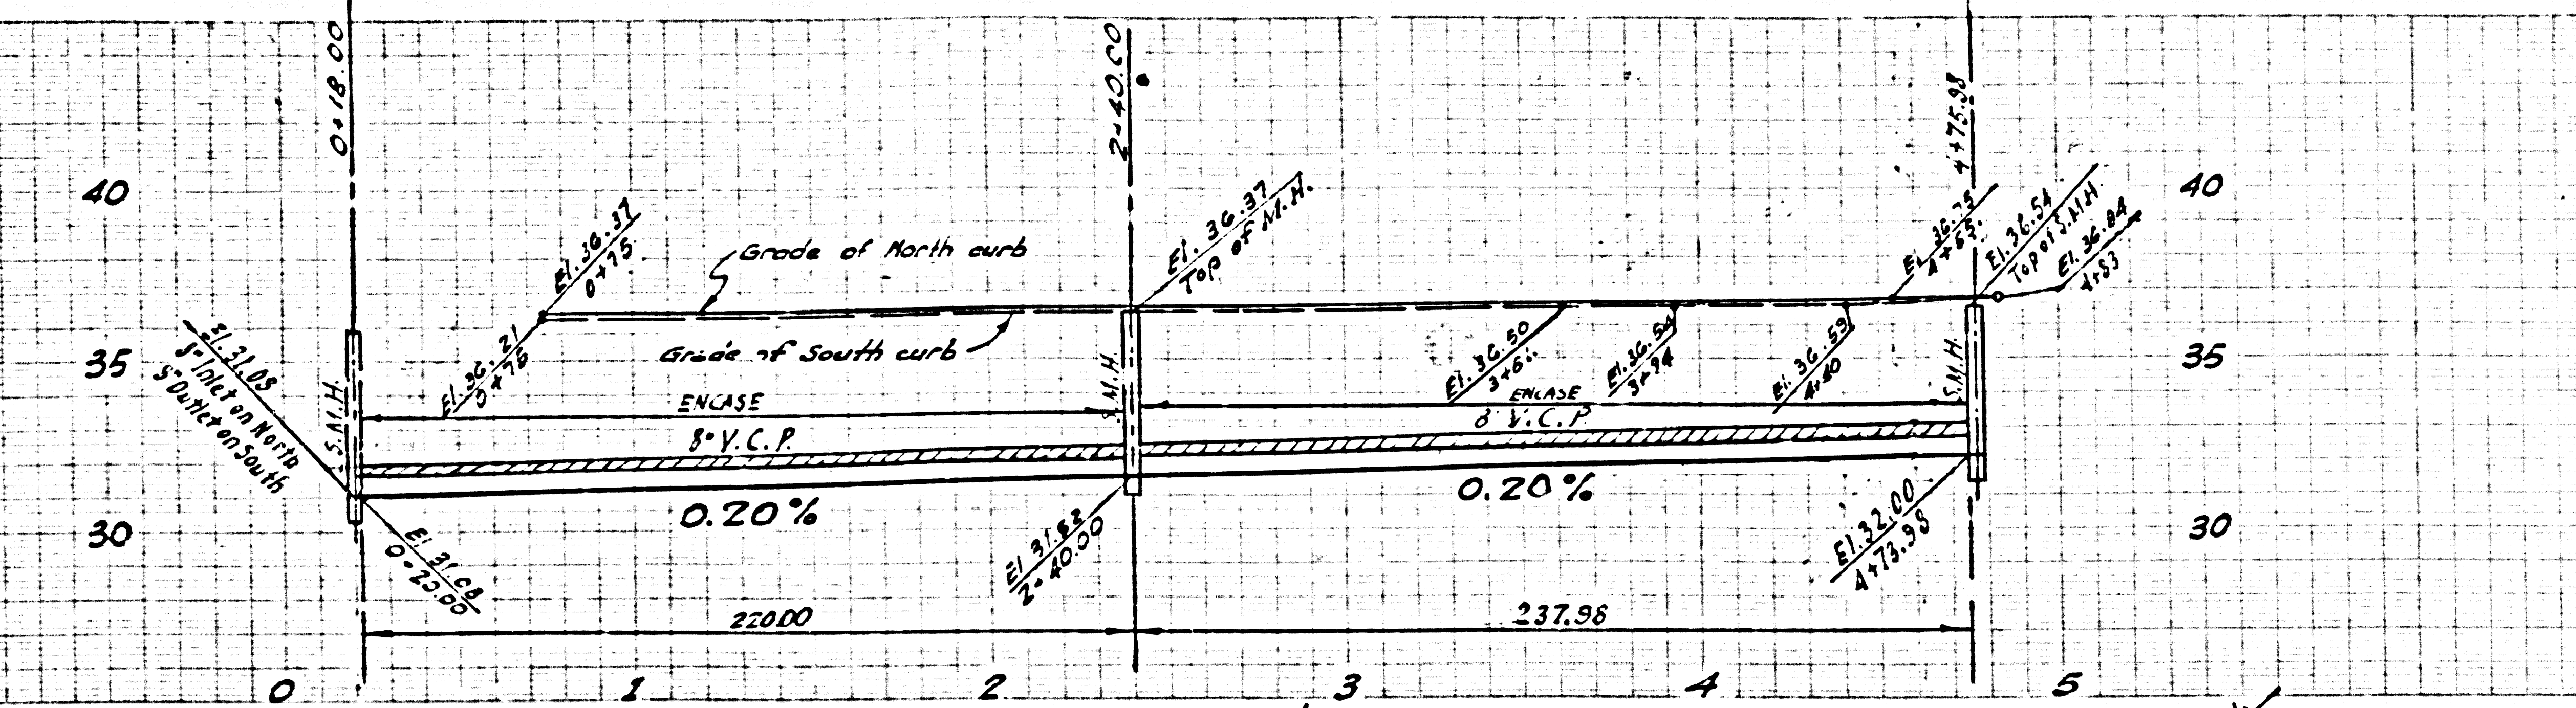 0+18.00
2+40.00
4+75.98
40
40
El. 36.37
0+75
Grade of North curb
El. 36.37
Top of M.H.
El. 36.75
4+65.
El. 36.54
Top of S.M.H.
El. 36.84
4+83
El. 31.08
8" Inlet on North
8" Outlet on South
35
35
El. 36.21
0+78
Grade of South curb
El. 36.50
El. 36.54
3+94
El. 36.59
4+40
S.M.H.
S.M.H.
S.M.H.
ENCASE
ENCASE
8" V.C.P.
8" V.C.P
0.20%
0.20%
30
30
El. 31.08
0+20.00
El 31.52
2+40.00
El. 32.00
4+73.98
220.00
237.98
0
1
2
3
4
5